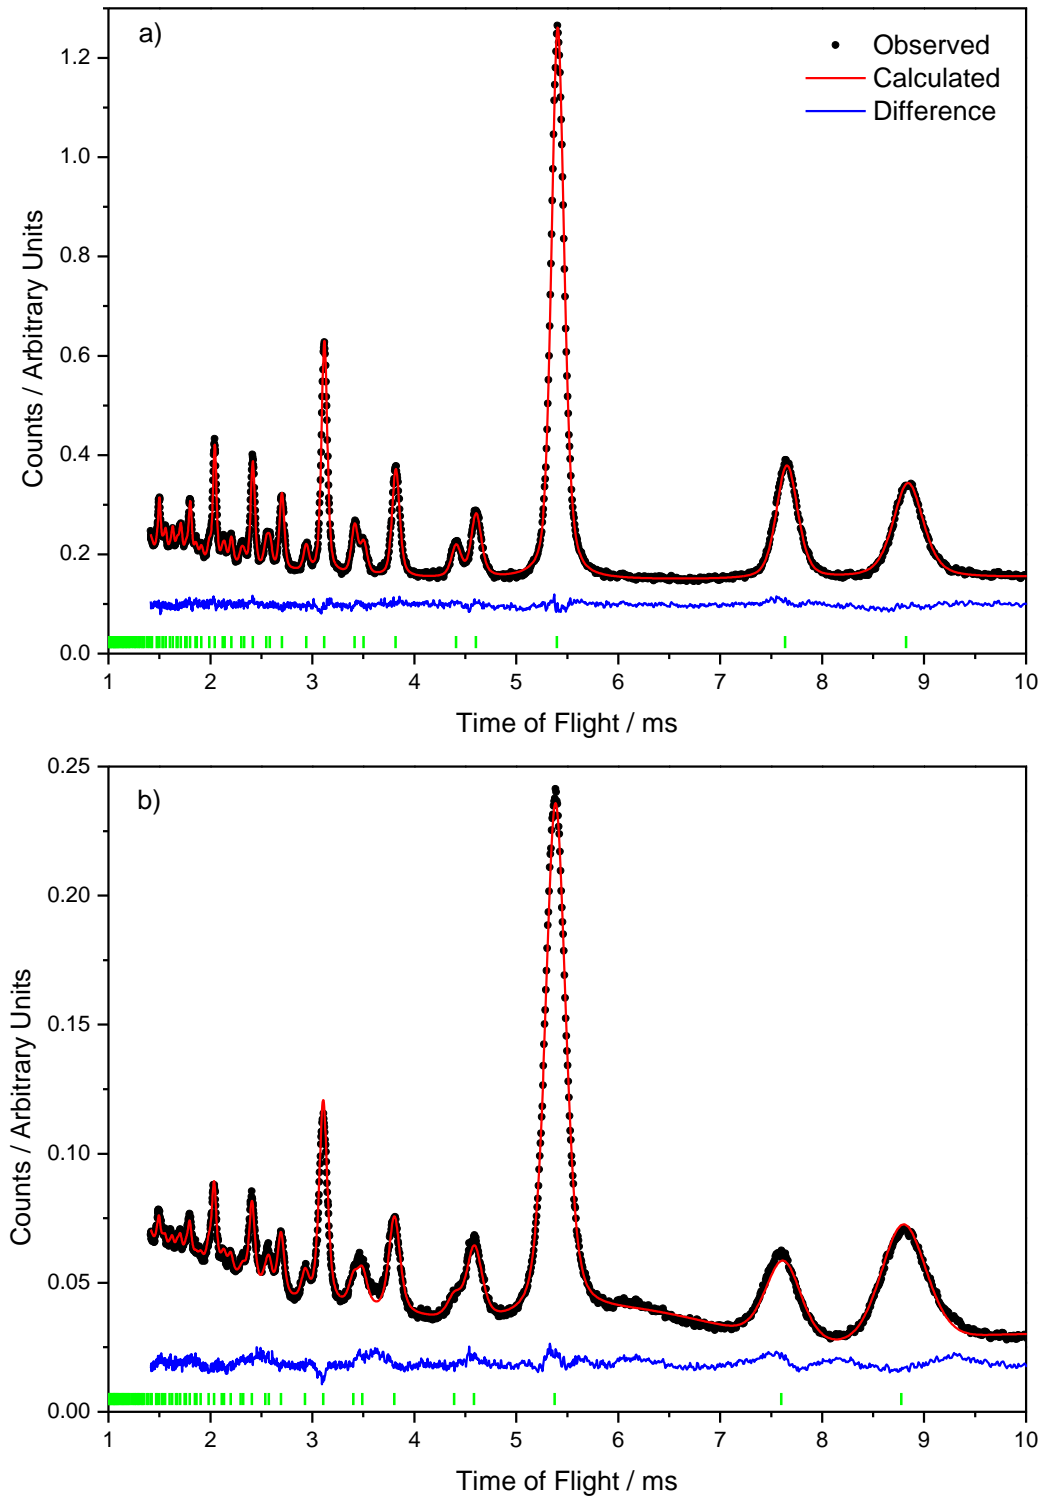 a)
Observed
Calculated
Difference
1.2
1.0
0.8
0.6
0.4
0.2
0.0
Counts / Arbitrary Units
1 2 3 4 5 6 7 8 9 10
Time of Flight / ms
b)
0.25
0.20
0.15
0.10
0.05
0.00
Counts / Arbitrary Units
1 2 3 4 5 6 7 8 9 10
Time of Flight / ms